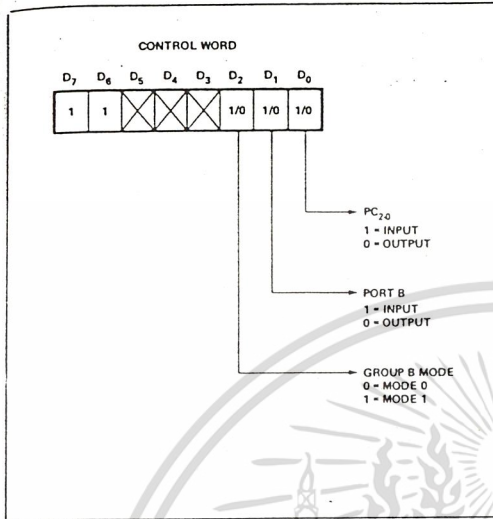 CONTROL WORD
D7 D6 D5 D4 D3 D2 D1 D0
1 1 1/0 1/0 1/0
PC2-0
1 = INPUT
0 = OUTPUT
PORT B
1 = INPUT
0 = OUTPUT
GROUP B MODE
0 = MODE 0
1 = MODE 1